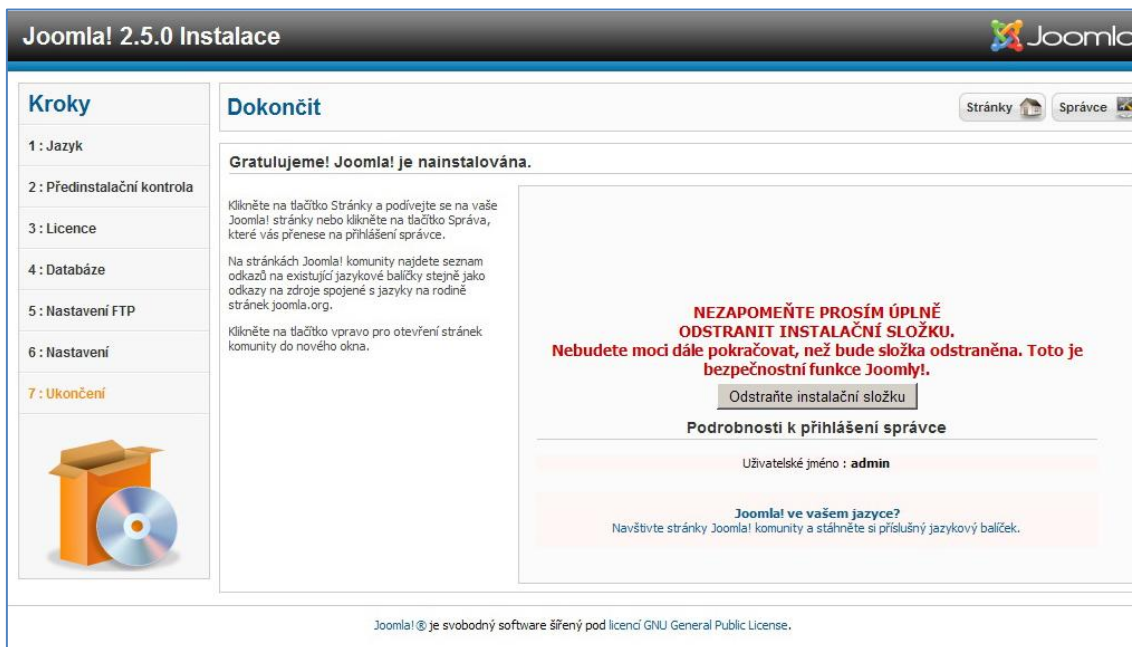 Joomla! 2.5.0 Instalace
Kroky
1 : Jazyk
2 : Předinstalační kontrola
3 : Licence
4 : Databáze
5 : Nastavení FTP
6 : Nastavení
7 : Ukončení
Dokončit
Stránky
Správce
Gratulujeme! Joomla! je nainstalována.
Klikněte na tlačítko Stránky a podívejte se na vaše
Joomla! stránky nebo klikněte na tlačítko Správa,
které vás přenese na přihlášení správce.
Na stránkách Joomla! komunity najdete seznam
odkazů na existující jazykové balíčky stejně jako
odkazy na zdroje spojené s jazyky na rodině
stránek joomla.org.
Klikněte na tlačítko vpravo pro otevření stránek
komunity do nového okna.
NEZAPOMEŇTE PROSÍM ÚPLNĚ
ODSTRANIT INSTALAČNÍ SLOŽKU.
Nebudete moci dále pokračovat, než bude složka odstraněna. Toto je
bezpečnostní funkce Joomly!.
Odstraňte instalační složku
Podrobnosti k přihlášení správce
Uživatelské jméno : admin
Joomla! ve vašem jazyce?
Navštivte stránky Joomla! komunity a stáhněte si příslušný jazykový balíček.
Joomla! ® je svobodný software šířený pod licencí GNU General Public License.